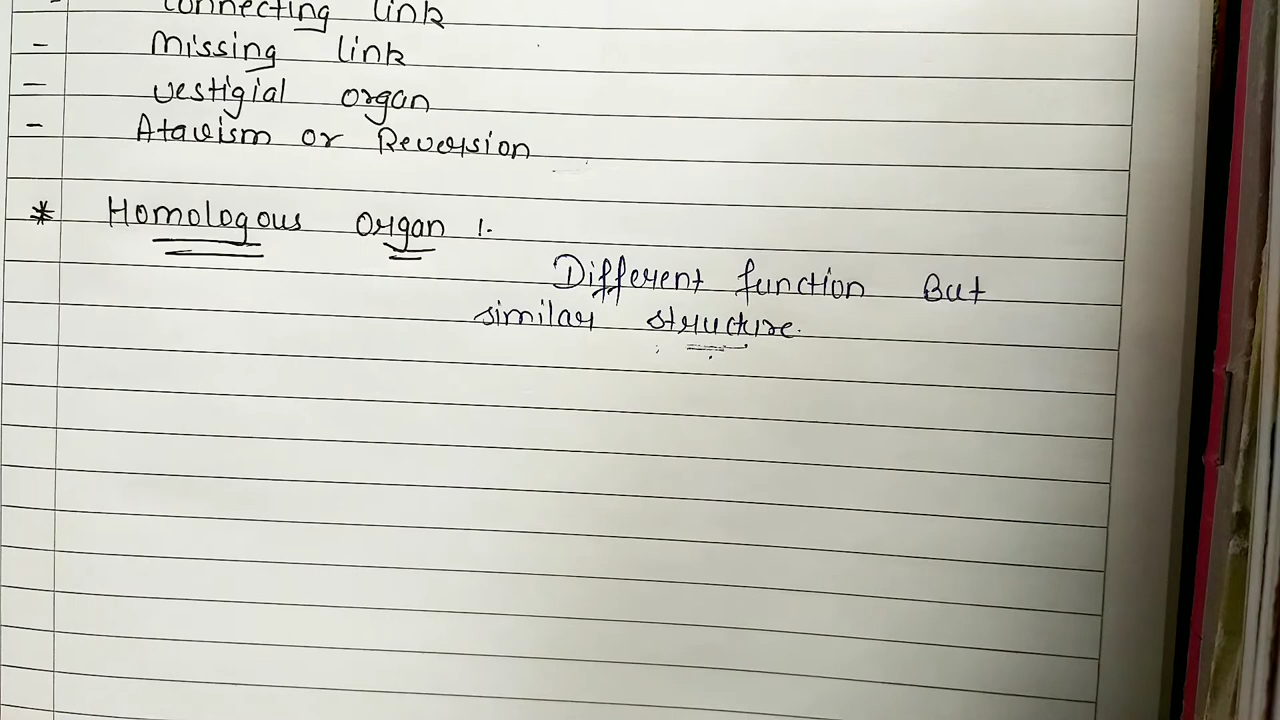 - connecting link
- Missing link
- vestigial organ
- Atavism or Reversion
* Homologous Organ :-
Different function But
similar structure.